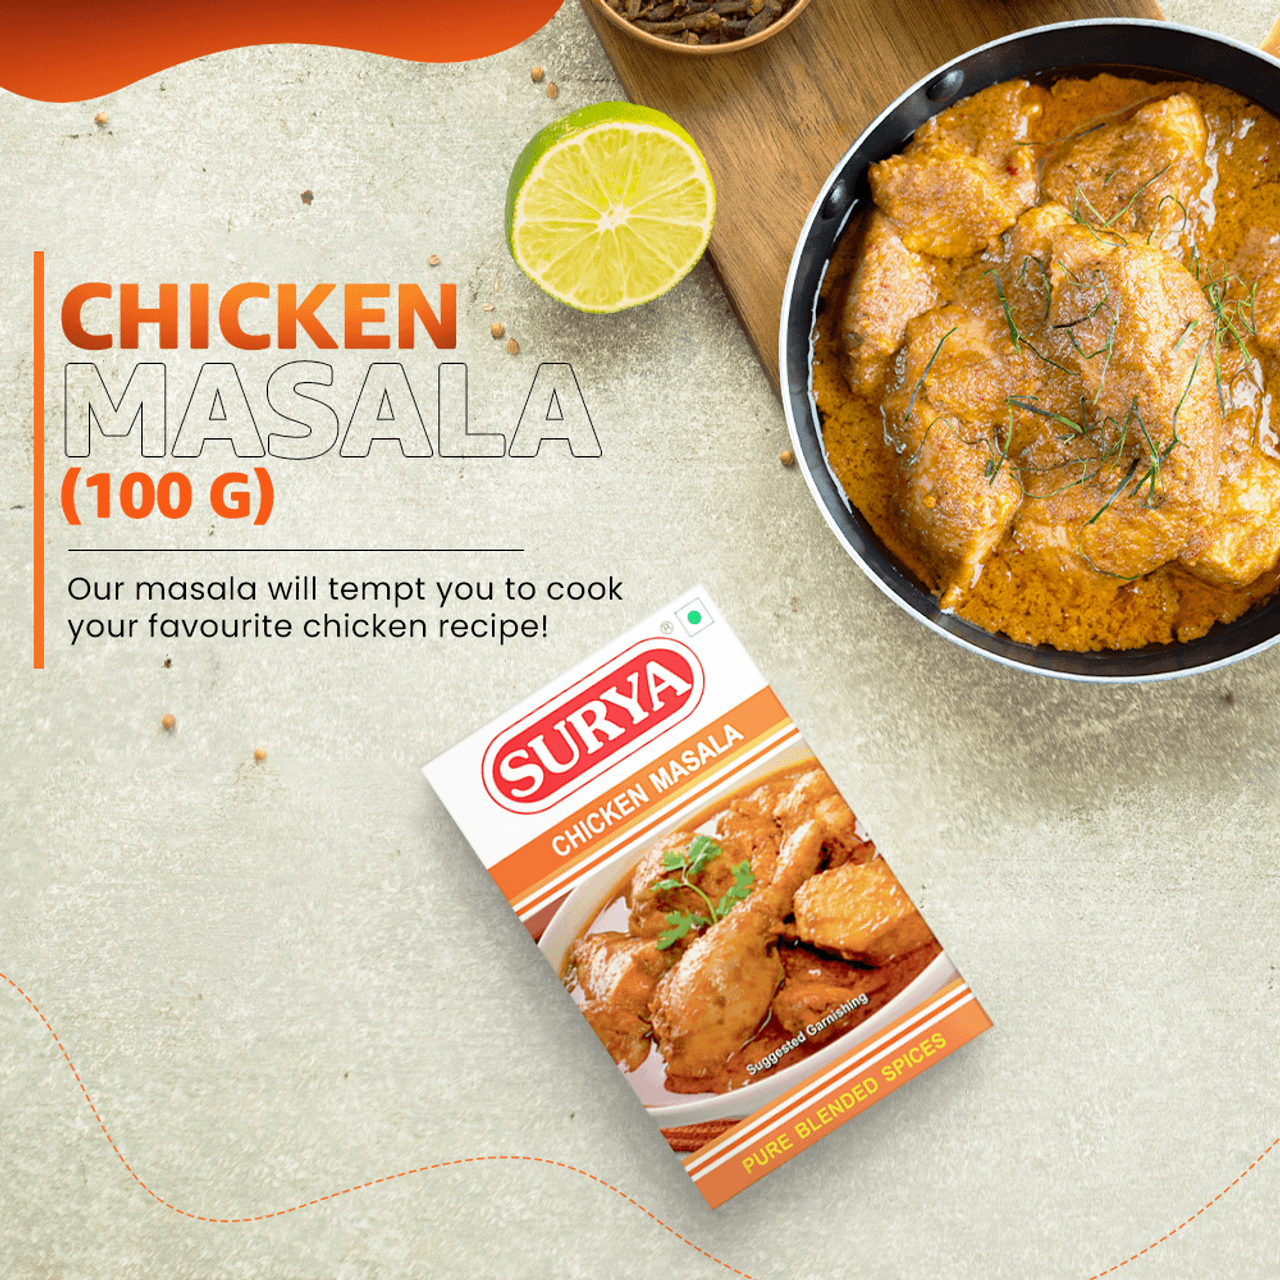 CHICKEN
MASALA
(100 G)
Our masala will tempt you to cook
your favourite chicken recipe!
®
SURYA
CHICKEN MASALA
Suggested Garnishing
PURE BLENDED SPICES